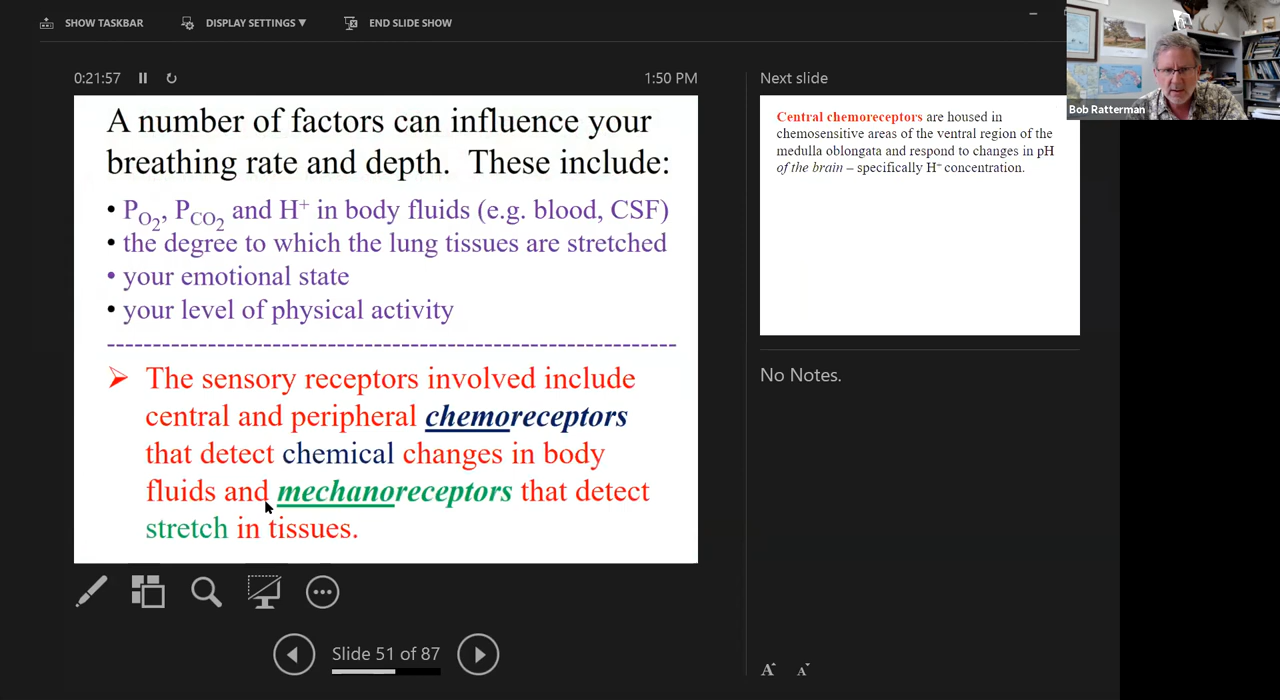 SHOW TASKBAR
DISPLAY SETTINGS ▼
END SLIDE SHOW
0:21:57
1:50 PM
A number of factors can influence your
breathing rate and depth. These include:
• PO2, PCO2 and H+ in body fluids (e.g. blood, CSF)
• the degree to which the lung tissues are stretched
• your emotional state
• your level of physical activity
---------------------------------------------------------
➢ The sensory receptors involved include
central and peripheral chemoreceptors
that detect chemical changes in body
fluids and mechanoreceptors that detect
stretch in tissues.
Slide 51 of 87
Next slide
Central chemoreceptors are housed in
chemosensitive areas of the ventral region of the
medulla oblongata and respond to changes in pH
of the brain – specifically H+ concentration.
No Notes.
A A
Bob Ratterman